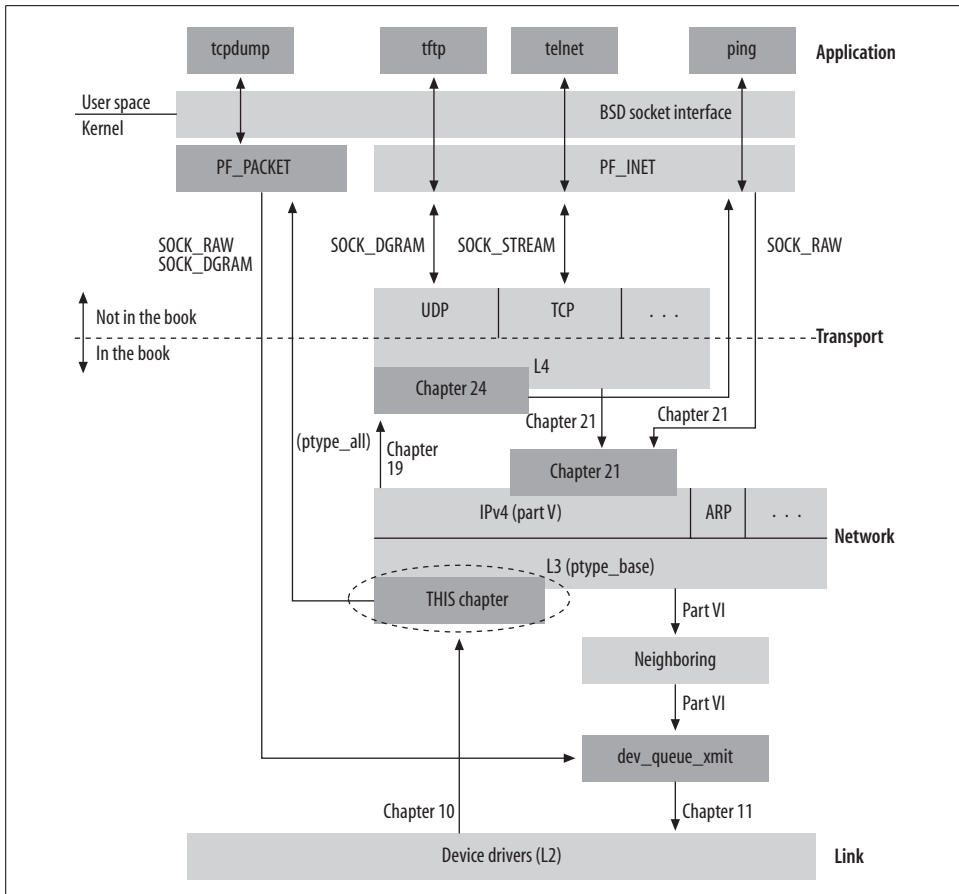 tcpdump
tftp
telnet
ping
Application
User space
Kernel
BSD socket interface
PF_PACKET
PF_INET
SOCK_RAW
SOCK_DGRAM
SOCK_DGRAM
SOCK_STREAM
SOCK_RAW
Not in the book
In the book
UDP
TCP
. . .
Transport
L4
Chapter 24
Chapter 21
Chapter 21
(ptype_all)
Chapter
19
Chapter 21
IPv4 (part V)
ARP
. . .
Network
L3 (ptype_base)
THIS chapter
Part VI
Neighboring
Part VI
dev_queue_xmit
Chapter 10
Chapter 11
Device drivers (L2)
Link